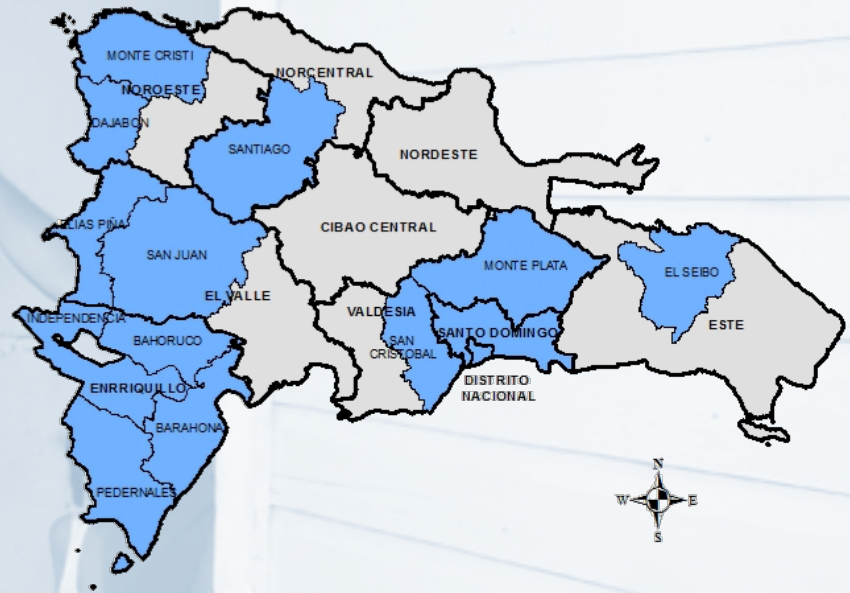 MONTE CRISTI
NORCENTRAL
NOROESTE
DAJABON
SANTIAGO
NORDESTE
ELIAS PIÑA
CIBAO CENTRAL
SAN JUAN
MONTE PLATA
EL SEIBO
EL VALLE
VALDESIA
INDEPENDENCIA
ESTE
SANTO DOMINGO
BAHORUCO
SAN
CRISTOBAL
DISTRITO
NACIONAL
ENRRIQUILLO
BARAHONA
PEDERNALES
N
W
E
S